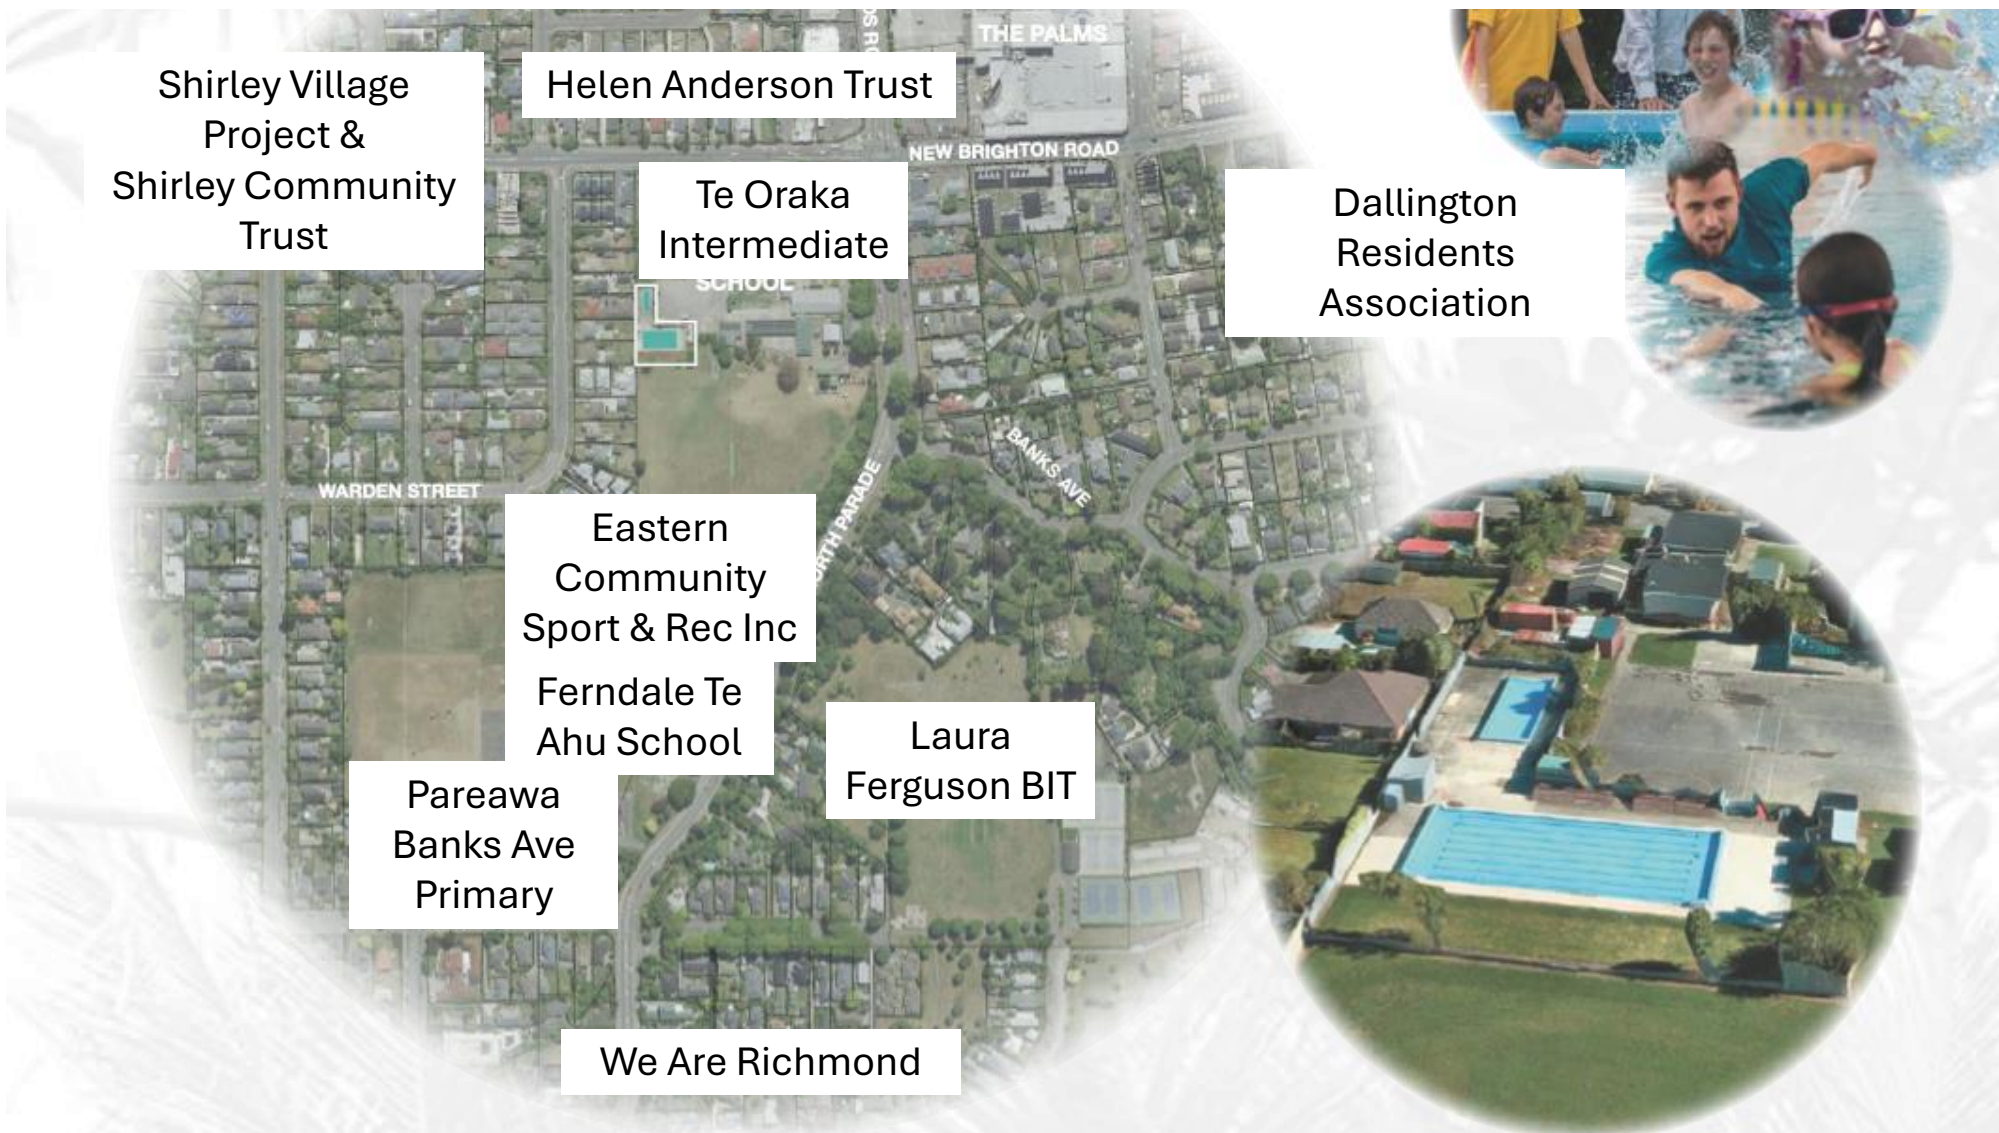 THE PALMS
Shirley Village
Project &
Shirley Community
Trust
Helen Anderson Trust
NEW BRIGHTON ROAD
Te Oraka
Intermediate
SCHOOL
Dallington
Residents
Association
BANKS AVE
WARDEN STREET
Eastern
Community
Sport & Rec Inc
PARADE
Ferndale Te
Ahu School
Laura
Ferguson BIT
Pareawa
Banks Ave
Primary
We Are Richmond